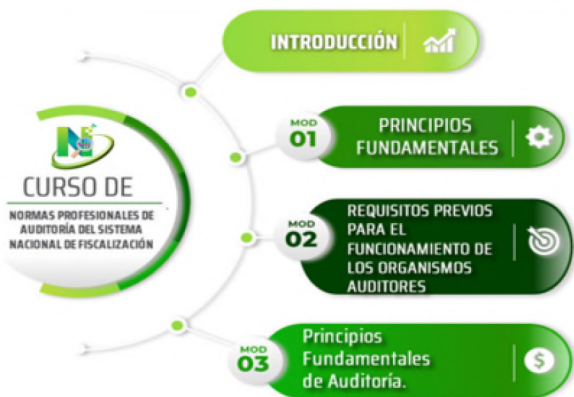 INTRODUCCIÓN
MOD
01
PRINCIPIOS
FUNDAMENTALES
CURSO DE
NORMAS PROFESIONALES DE
AUDITORÍA DEL SISTEMA
NACIONAL DE FISCALIZACIÓN
MOD
02
REQUISITOS PREVIOS
PARA EL
FUNCIONAMIENTO DE
LOS ORGANISMOS
AUDITORES
MOD
03
Principios
Fundamentales
de Auditoría.
$